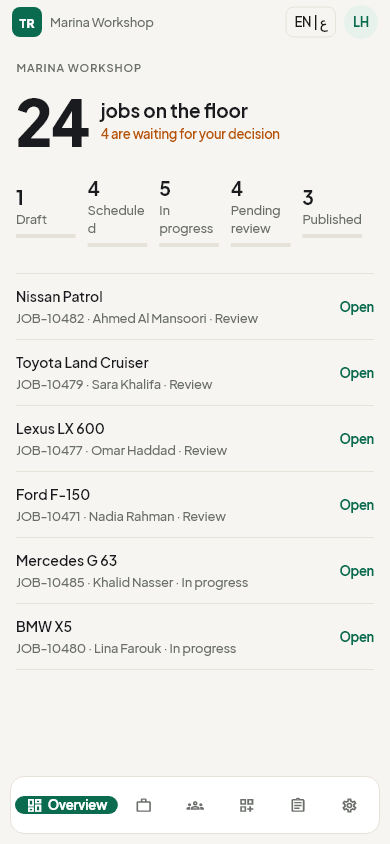 TR Marina Workshop EN | ع LH
MARINA WORKSHOP
24 jobs on the floor
4 are waiting for your decision
1
Draft
4
Schedule
d
5
In
progress
4
Pending
review
3
Published
Nissan Patrol
JOB-10482 · Ahmed Al Mansoori · Review
Open
Toyota Land Cruiser
JOB-10479 · Sara Khalifa · Review
Open
Lexus LX 600
JOB-10477 · Omar Haddad · Review
Open
Ford F-150
JOB-10471 · Nadia Rahman · Review
Open
Mercedes G 63
JOB-10485 · Khalid Nasser · In progress
Open
BMW X5
JOB-10480 · Lina Farouk · In progress
Open
Overview